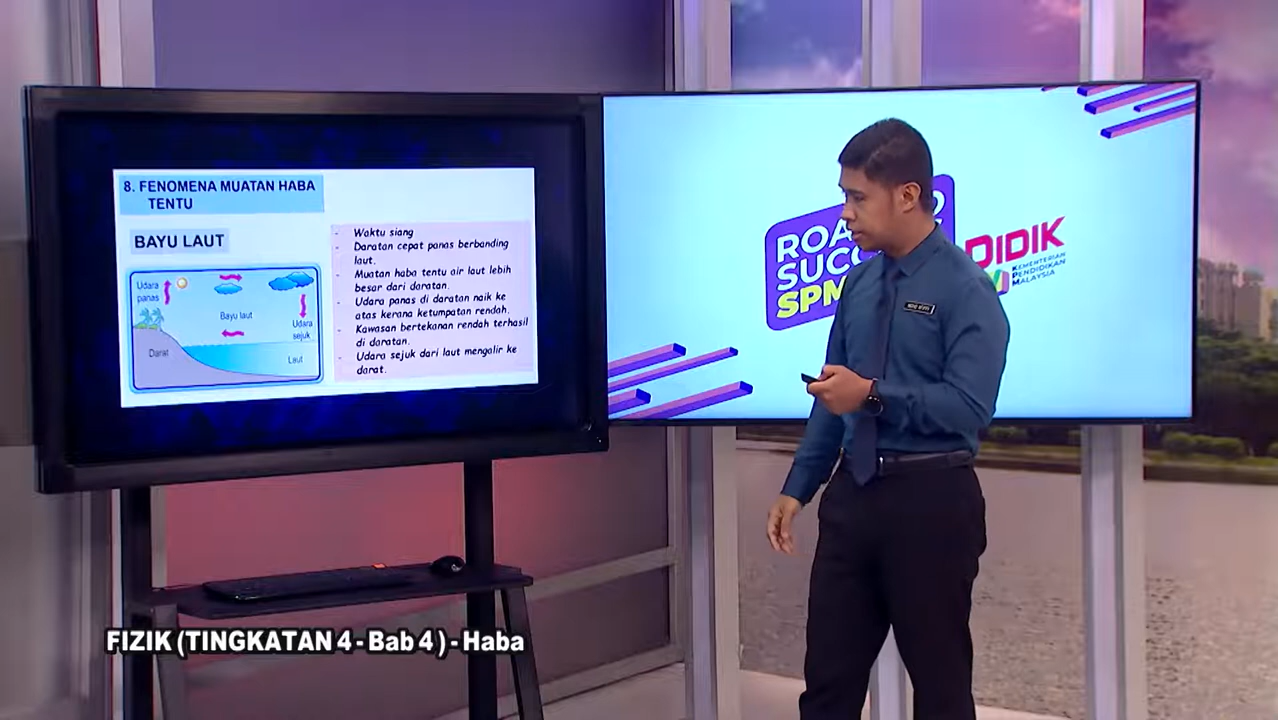 8. FENOMENA MUATAN HABA
TENTU
BAYU LAUT
Udara
panas
Bayu laut
Udara
sejuk
Darat
Laut
- Waktu siang
- Daratan cepat panas berbanding
laut.
- Muatan haba tentu air laut lebih
besar dari daratan.
- Udara panas di daratan naik ke
atas kerana ketumpatan rendah.
- Kawasan bertekanan rendah terhasil
di daratan.
- Udara sejuk dari laut mengalir ke
darat.
ROA
SUCC
SPM
DIDIK
KEMENTERIAN
PENDIDIKAN
MALAYSIA
FIZIK (TINGKATAN 4 - Bab 4 ) - Haba